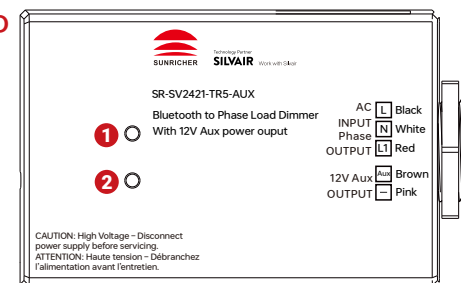 SUNRICHER
Technology Partner
SILVAIR Work with Silvair
SR-SV2421-TR5-AUX
Bluetooth to Phase Load Dimmer
With 12V Aux power ouput
1
2
AC L Black
INPUT N White
Phase
OUTPUT L1 Red
12V Aux Aux Brown
OUTPUT – Pink
CAUTION: High Voltage – Disconnect
power supply before servicing.
ATTENTION: Haute tension – Débranchez
l'alimentation avant l'entretien.